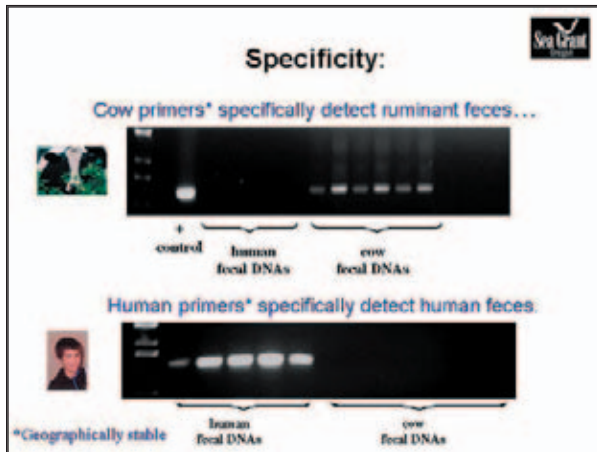 Sea Grant
Oregon
Specificity:
Cow primers* specifically detect ruminant feces…
+
control
human
fecal DNAs
cow
fecal DNAs
Human primers* specifically detect human feces.
human
fecal DNAs
cow
fecal DNAs
*Geographically stable